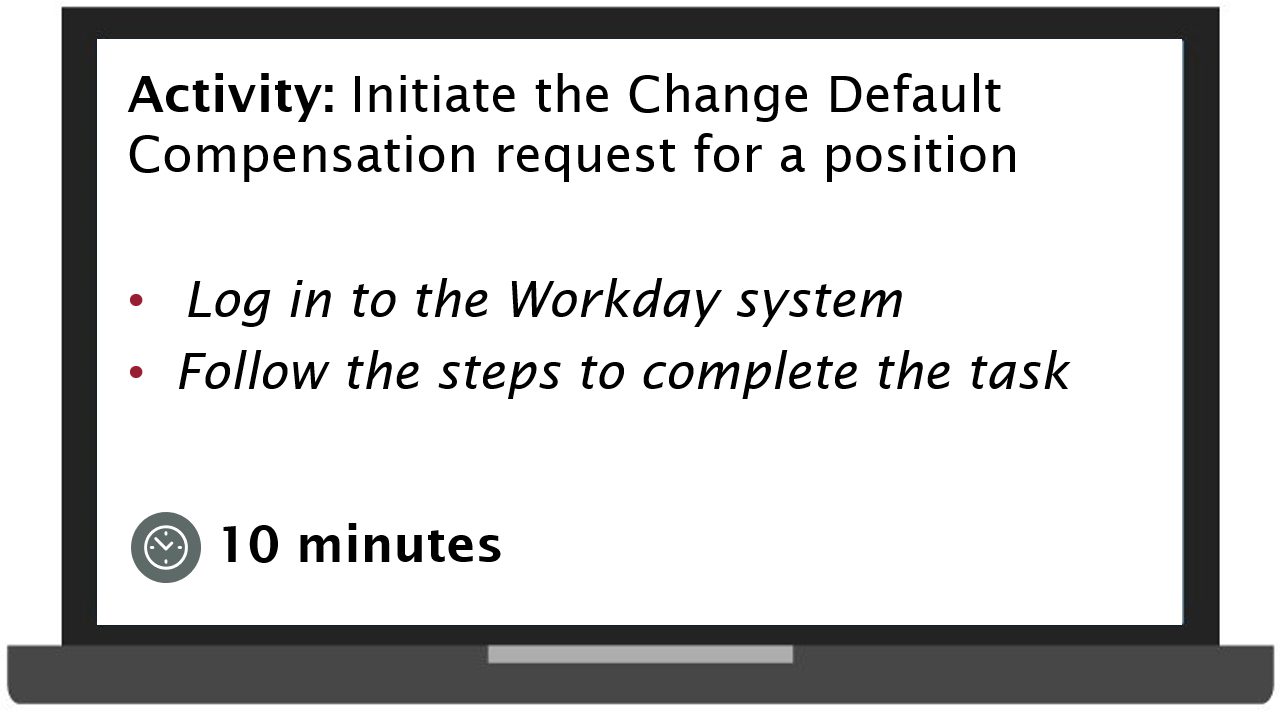 Activity: Initiate the Change Default
Compensation request for a position
• Log in to the Workday system
• Follow the steps to complete the task
10 minutes